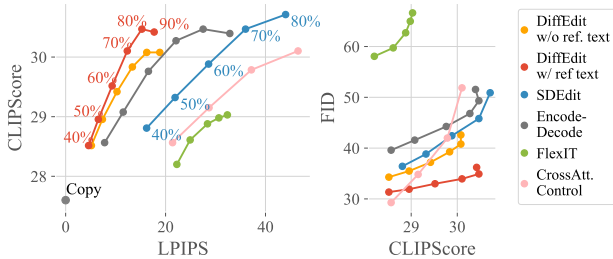 80%
90%
80%
70%
70%
60%
60%
50%
50%
40%
40%
Copy
30
29
28
CLIPScore
0
20
40
LPIPS
60
50
40
30
FID
29
30
CLIPScore
DiffEdit
w/o ref. text
DiffEdit
w/ ref text
SDEdit
Encode-
Decode
FlexIT
CrossAtt.
Control